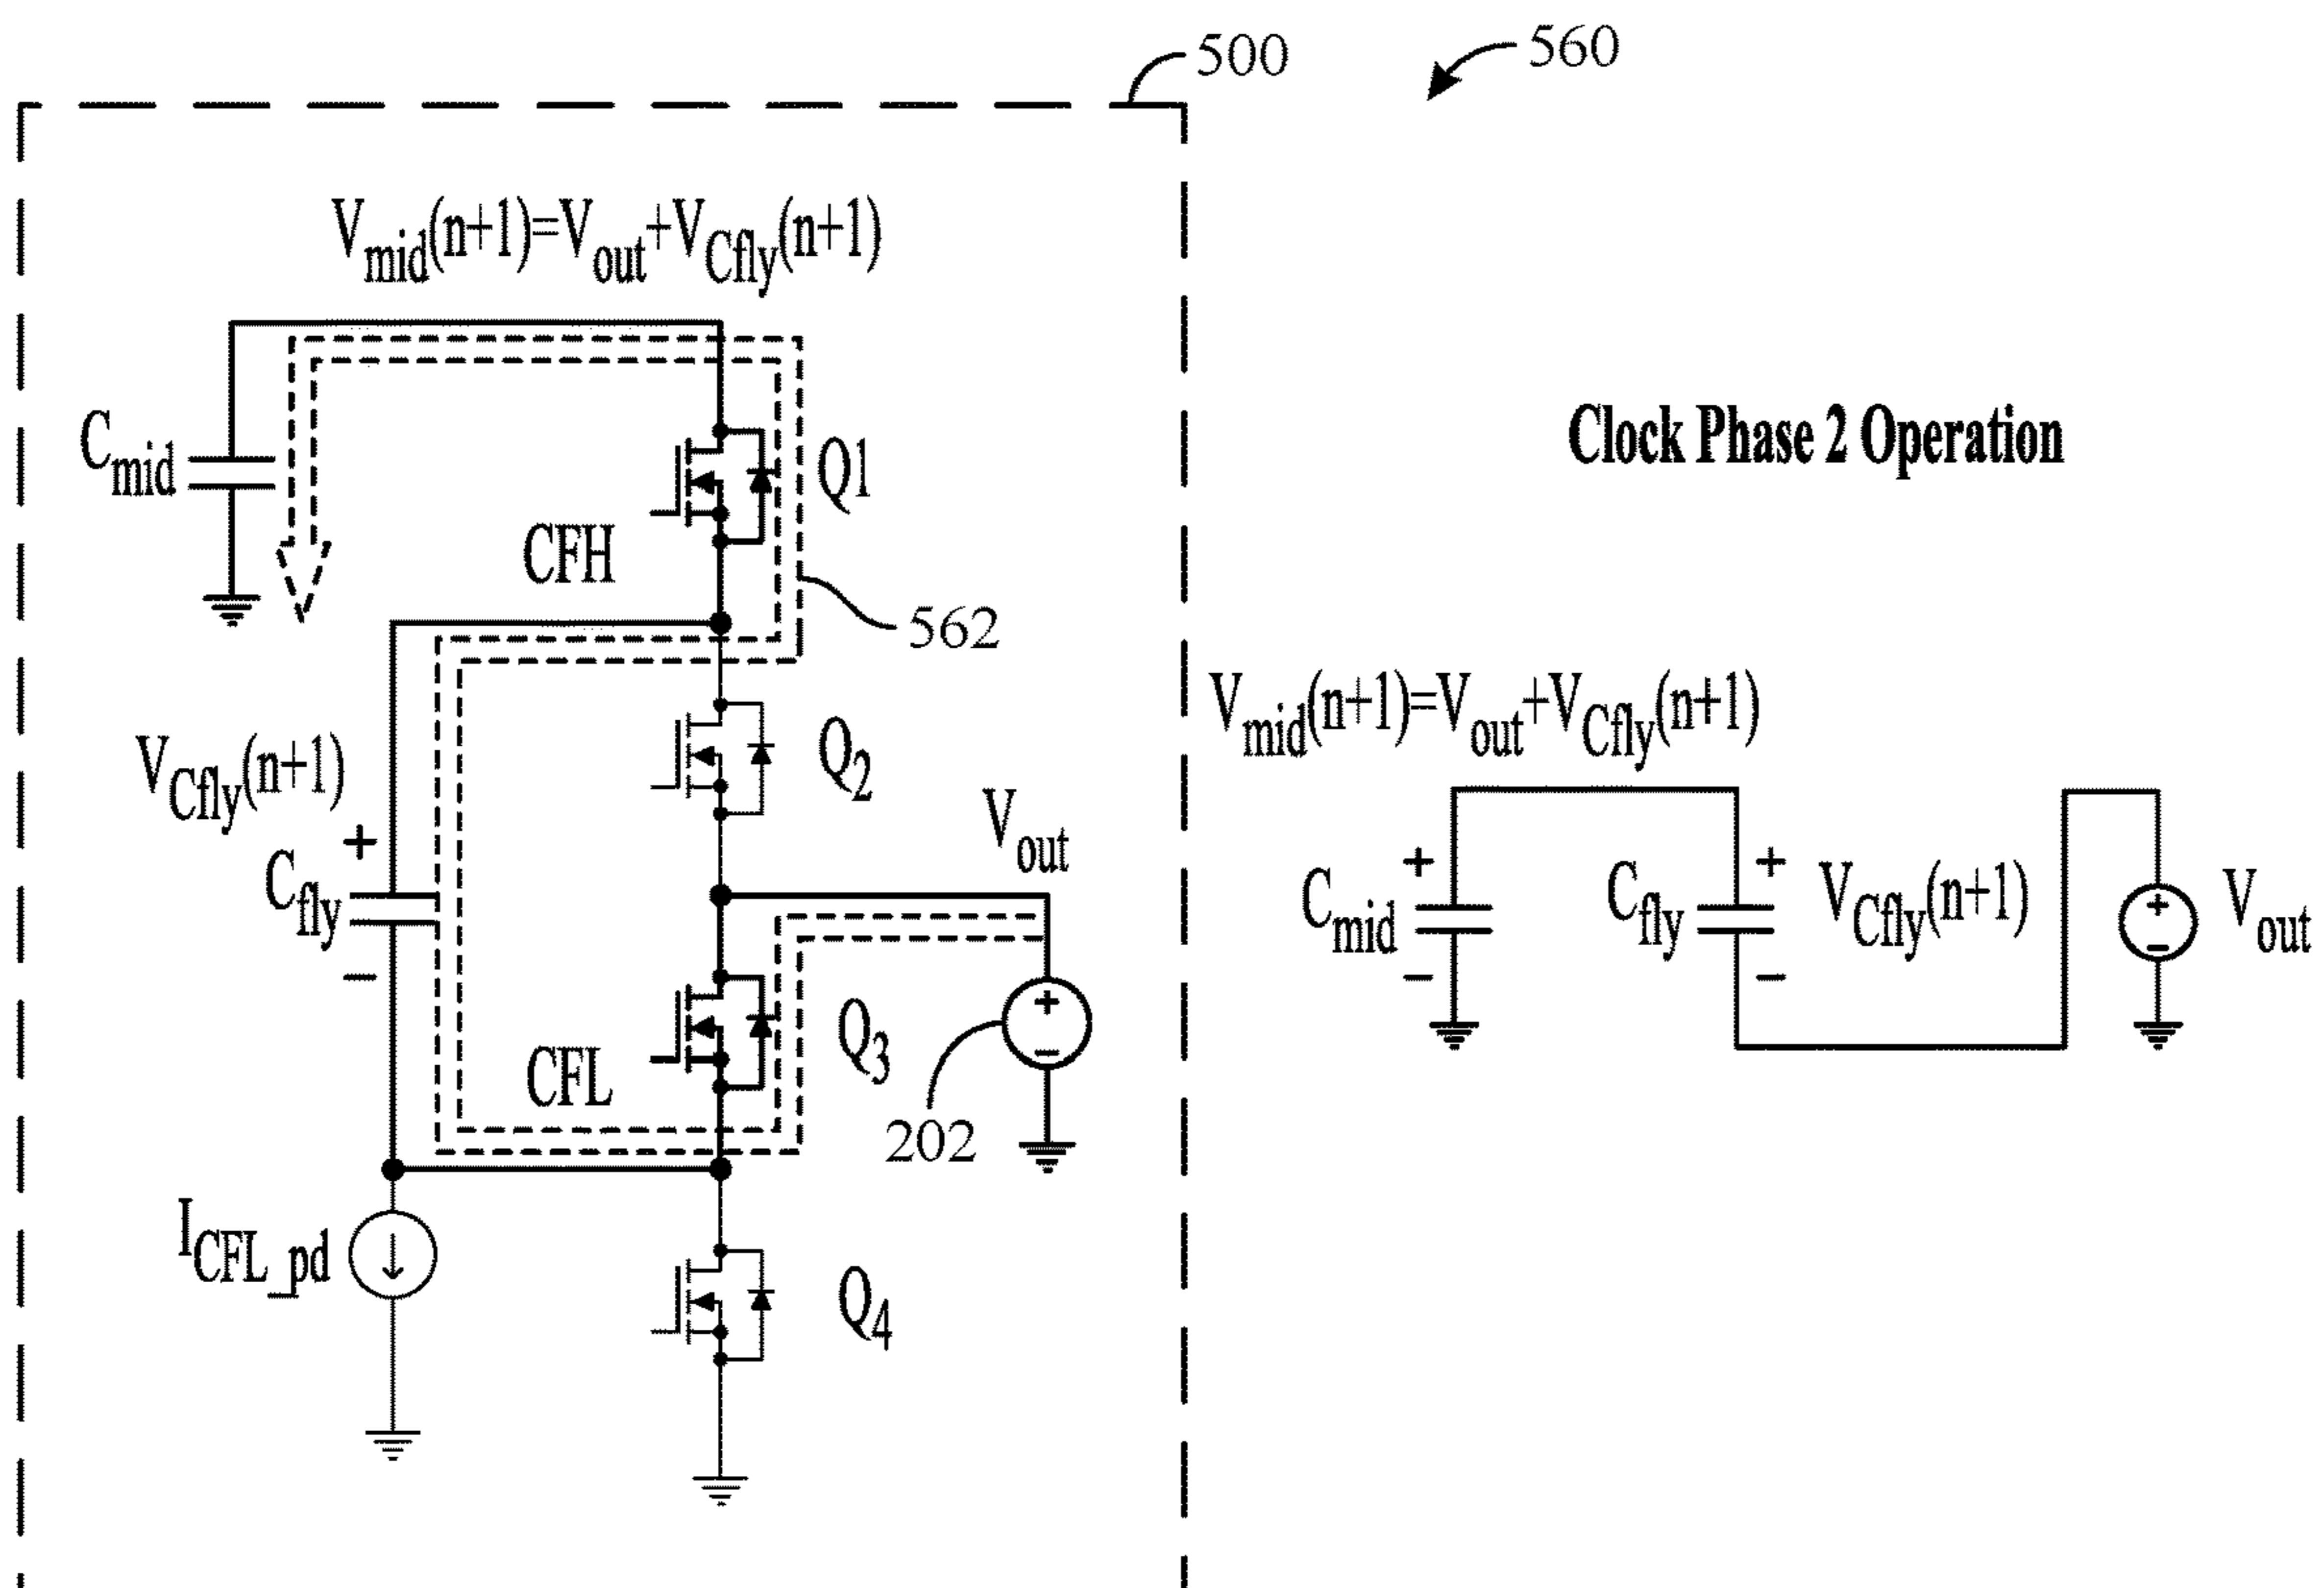 500
560
Vmid(n+1)=Vout+VCfly(n+1)
Cmid
Q1
CFH
562
Clock Phase 2 Operation
Vmid(n+1)=Vout+VCfly(n+1)
VCfly(n+1)
+
Cfly
−
Q2
Vout
+
−
CFL
Q3
202
ICFL_pd
Q4
+
Cmid
−
Cfly
+
VCfly(n+1)
−
+
−
Vout